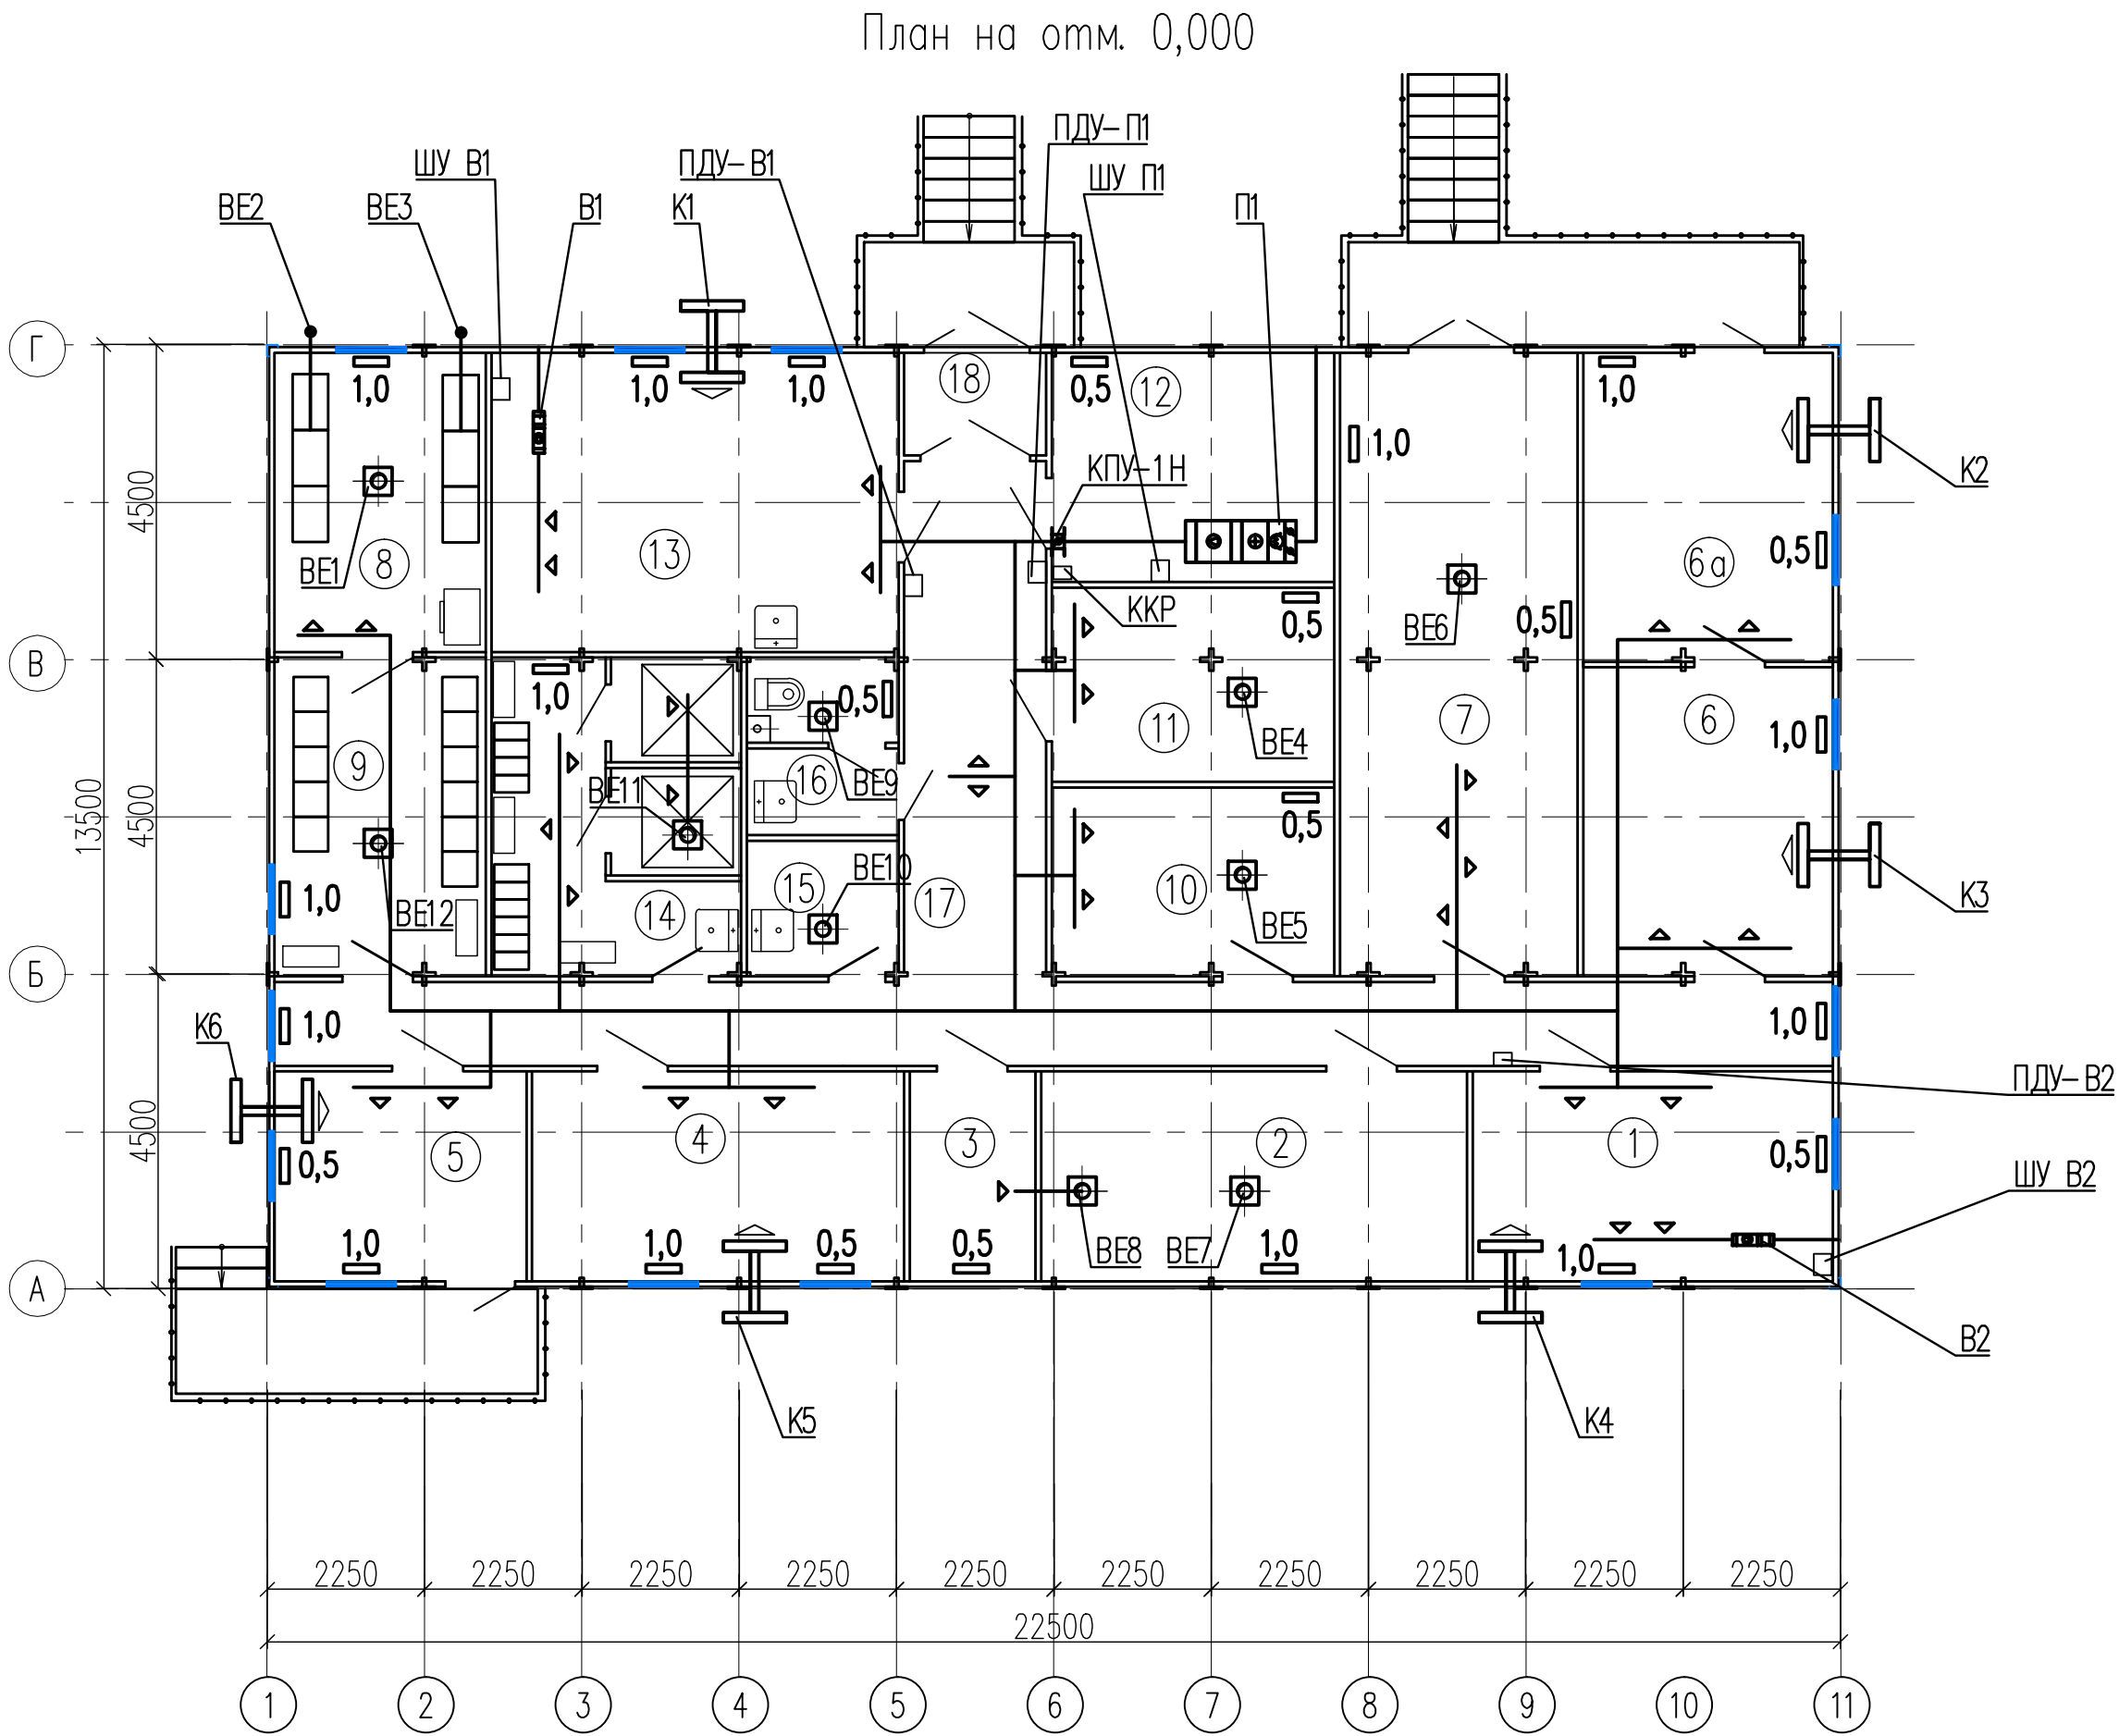 План на отм. 0,000
ПДУ-П1
ШУ В1
ПДУ-В1
ШУ П1
ВЕ2
ВЕ3
В1
К1
П1
Г
1,0
1,0
1,0
18
0,5
12
1,0
1,0
К2
КПУ-1Н
4500
ВЕ1
8
13
ККР
0,5
ВЕ6
0,5
0,5
6а
В
1,0
0,5
11
7
6
1,0
ВЕ4
9
16
ВЕ9
ВЕ11
13500
4500
0,5
1,0
ВЕ12
14
15
ВЕ10
17
10
ВЕ5
К3
Б
К6
1,0
1,0
ПДУ-В2
4500
5
4
3
2
1
0,5
0,5
ШУ В2
1,0
1,0
0,5
0,5
ВЕ8
ВЕ7
1,0
1,0
А
В2
К5
К4
2250
2250
2250
2250
2250
2250
2250
2250
2250
2250
22500
1
2
3
4
5
6
7
8
9
10
11